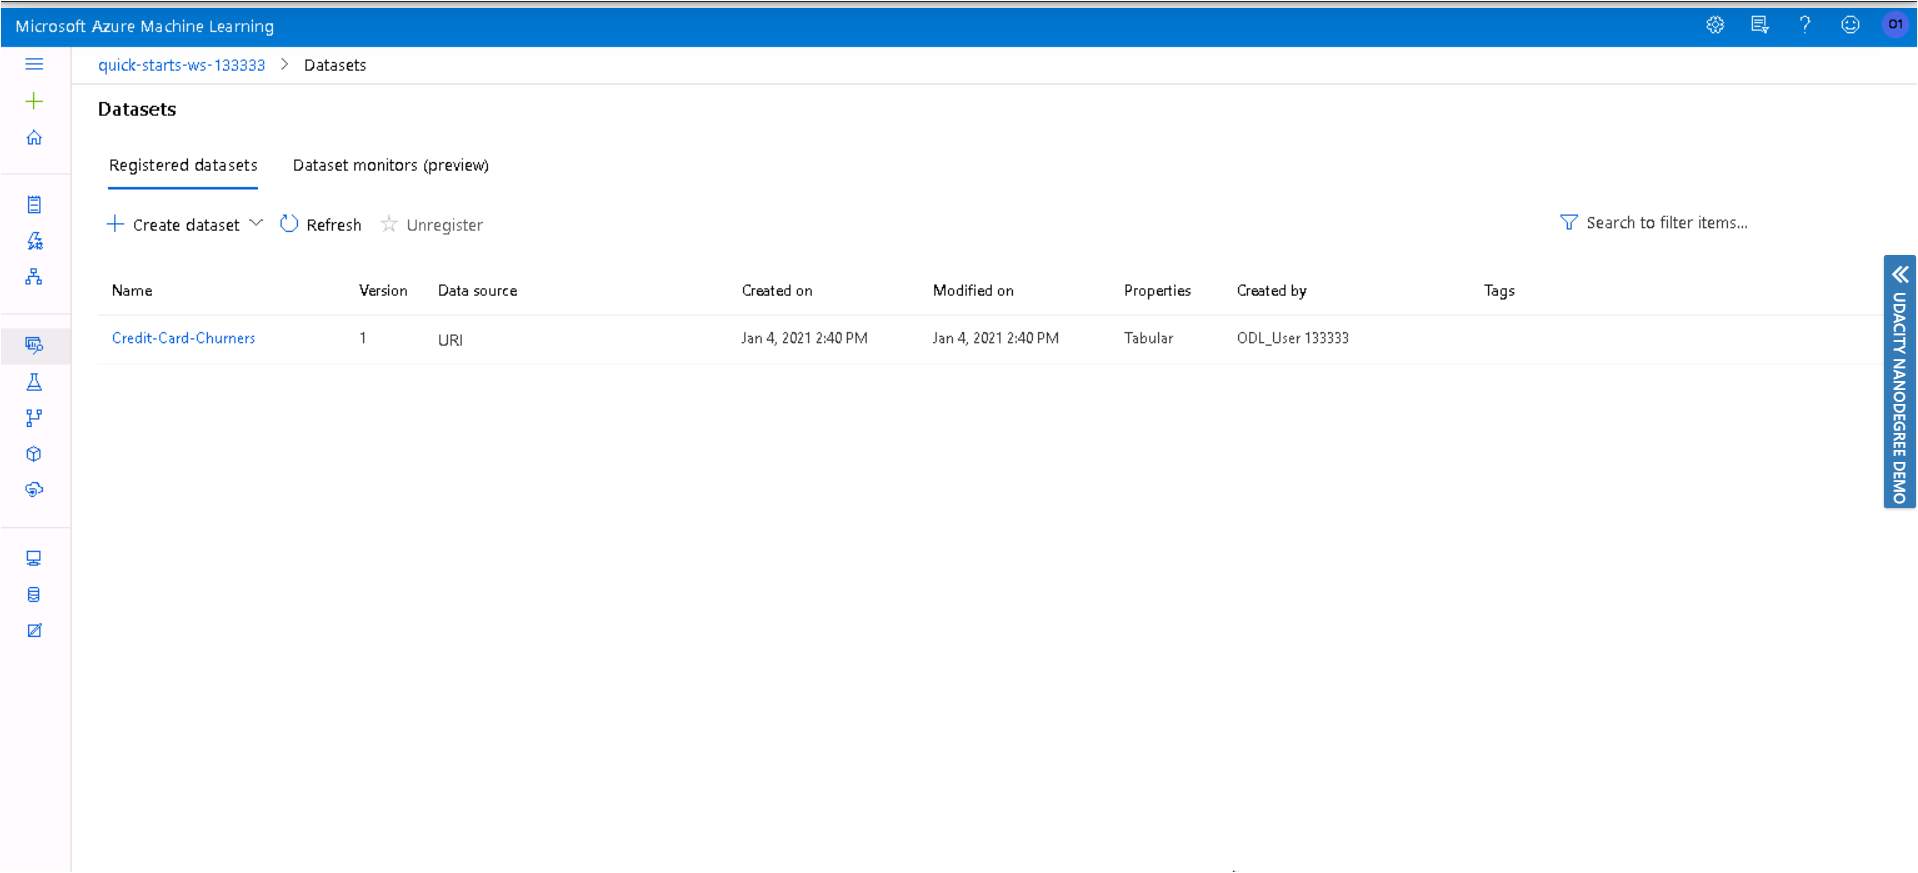 Microsoft Azure Machine Learning
? 01
quick-starts-ws-133333 > Datasets
Datasets
Registered datasets Dataset monitors (preview)
Create dataset Refresh Unregister Search to filter items...
Name Version Data source Created on Modified on Properties Created by Tags
Credit-Card-Churners 1 URI Jan 4, 2021 2:40 PM Jan 4, 2021 2:40 PM Tabular ODL_User 133333
UDACITY NANODEGREE DEMO